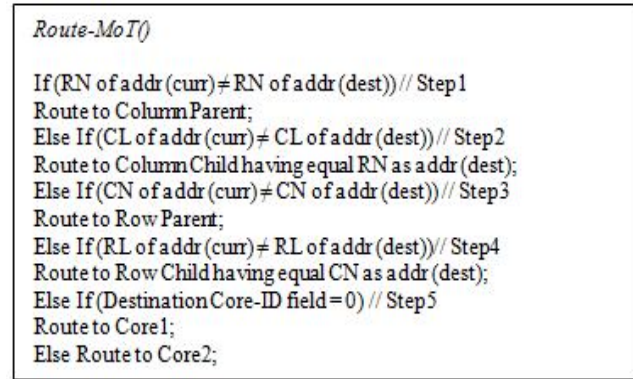 Route-MoT()
If (RN of addr (curr) ≠ RN of addr (dest)) // Step1
Route to Column Parent;
Else If (CL of addr (curr) ≠ CL of addr (dest)) // Step2
Route to Column Child having equal RN as addr (dest);
Else If (CN of addr (curr) ≠ CN of addr (dest)) // Step3
Route to Row Parent;
Else If (RL of addr (curr) ≠ RL of addr (dest)) // Step4
Route to Row Child having equal CN as addr (dest);
Else If (Destination Core-ID field = 0) // Step5
Route to Core1;
Else Route to Core2;